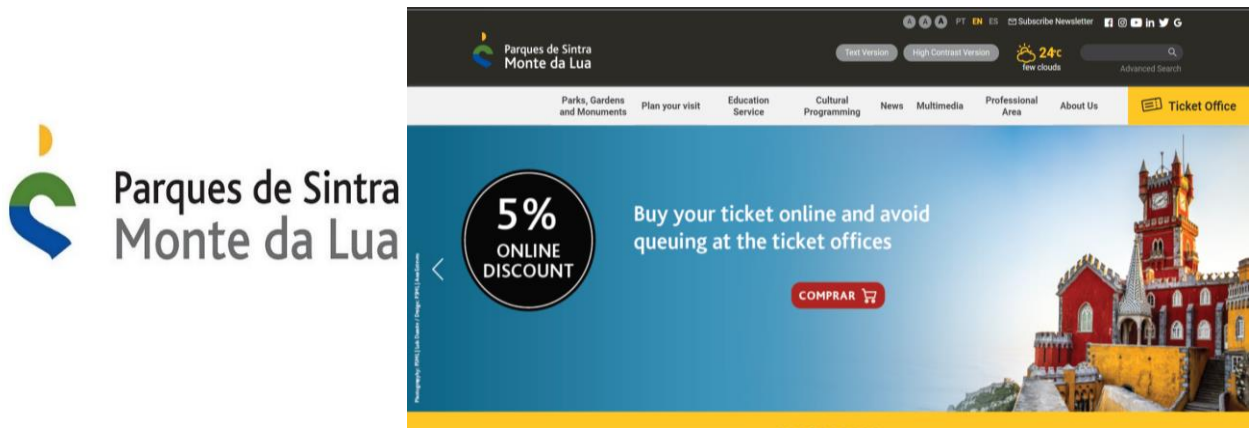 Parques de Sintra
Monte da Lua
A A A PT EN ES Subscribe Newsletter
Parques de Sintra
Monte da Lua
Text Version
High Contrast Version
24°C
few clouds
Advanced Search
Parks, Gardens
and Monuments
Plan your visit
Education
Service
Cultural
Programming
News
Multimedia
Professional
Area
About Us
Ticket Office
5%
ONLINE
DISCOUNT
Buy your ticket online and avoid
queuing at the ticket offices
COMPRAR